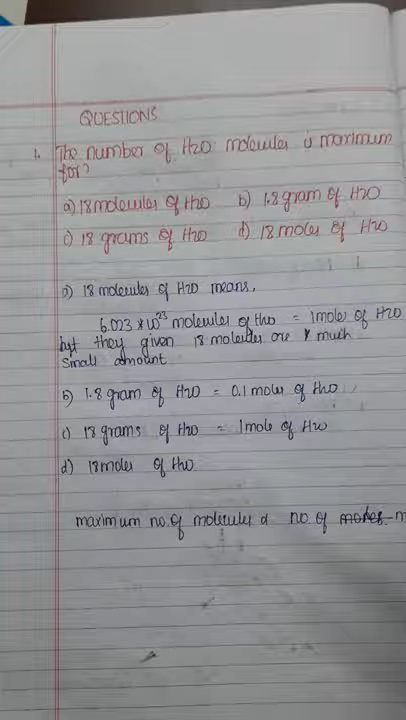 QUESTIONS
1. The number of H2O molecules is maximum
for?
a) 18 molecules of H2O b) 1.8 gram of H2O
c) 18 grams of H2O d) 18 moles of H2O
a) 18 molecules of H2O means,
6.023 * 10^23 molecules of H2O = 1 mole of H2O
but they given 18 molecules are much
small amount
b) 1.8 gram of H2O = 0.1 moles of H2O
c) 18 grams of H2O = 1 mole of H2O
d) 18 moles of H2O
maximum no. of molecules α no. of